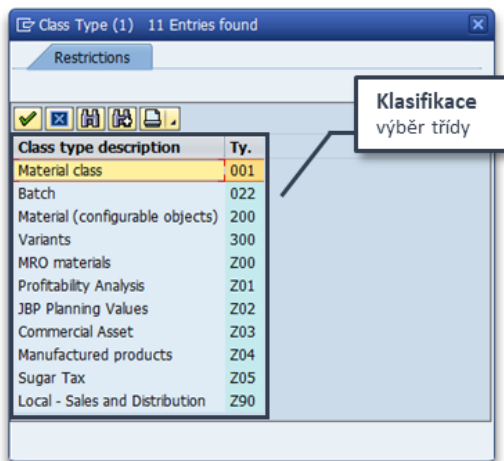 Class Type (1) 11 Entries found
Restrictions
Klasifikace
výběr třídy
Class type description Ty.
Material class 001
Batch 022
Material (configurable objects) 200
Variants 300
MRO materials Z00
Profitability Analysis Z01
JBP Planning Values Z02
Commercial Asset Z03
Manufactured products Z04
Sugar Tax Z05
Local - Sales and Distribution Z90